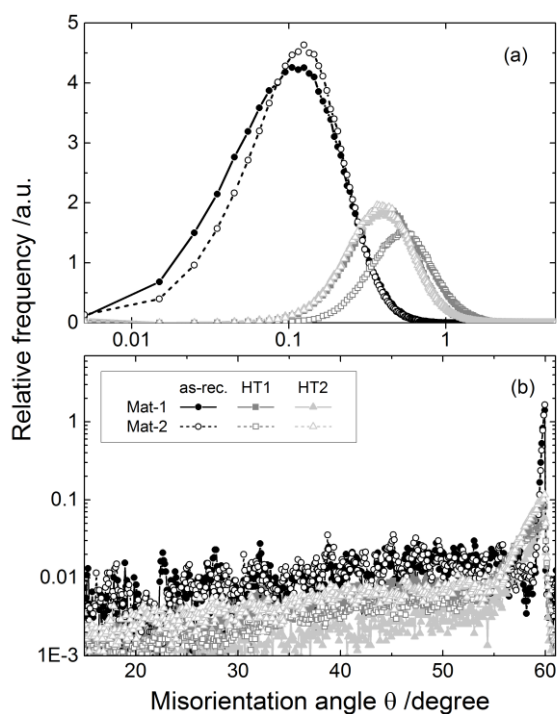 5
(a)
4
3
2
1
0
0.01 0.1 1
Relative frequency /a.u.
(b)
as-rec. HT1 HT2
Mat-1
Mat-2
1
0.1
0.01
1E-3
20 30 40 50 60
Misorientation angle θ /degree